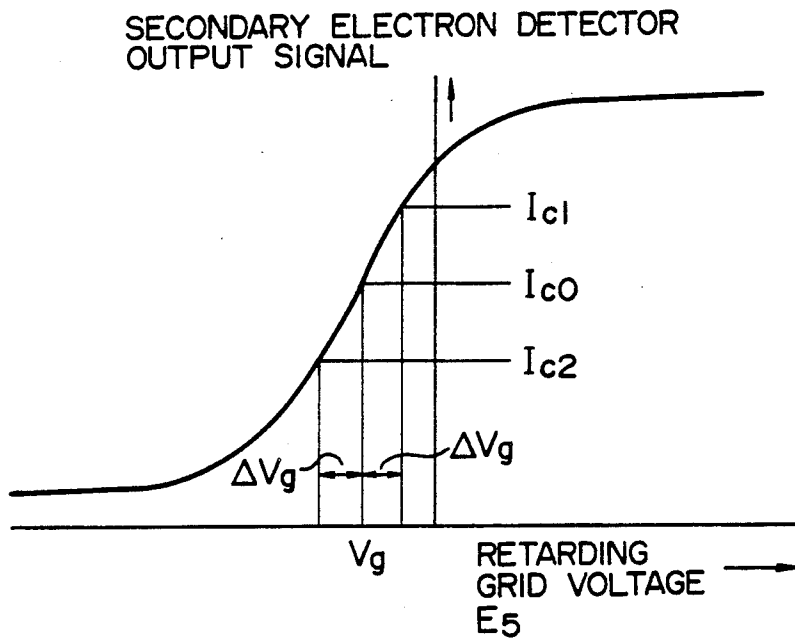 SECONDARY ELECTRON DETECTOR
OUTPUT SIGNAL
Ic1
Ic0
Ic2
ΔVg
ΔVg
Vg
RETARDING
GRID VOLTAGE
E5